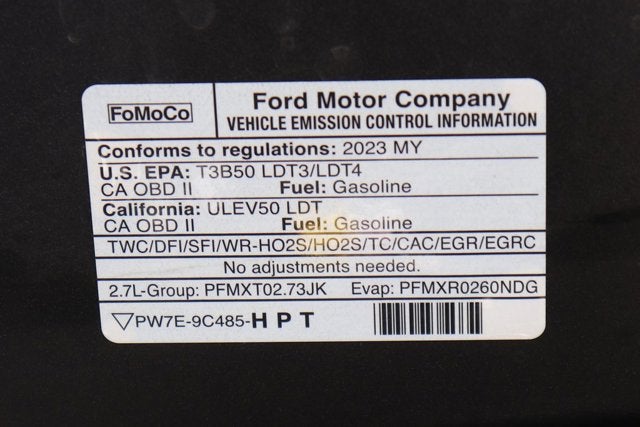 FoMoCo
Ford Motor Company
VEHICLE EMISSION CONTROL INFORMATION
Conforms to regulations: 2023 MY
U.S. EPA: T3B50 LDT3/LDT4
CA OBD II Fuel: Gasoline
California: ULEV50 LDT
CA OBD II Fuel: Gasoline
TWC/DFI/SFI/WR-HO2S/HO2S/TC/CAC/EGR/EGRC
No adjustments needed.
2.7L-Group: PFMXT02.73JK Evap: PFMXR0260NDG
▽PW7E-9C485-H P T